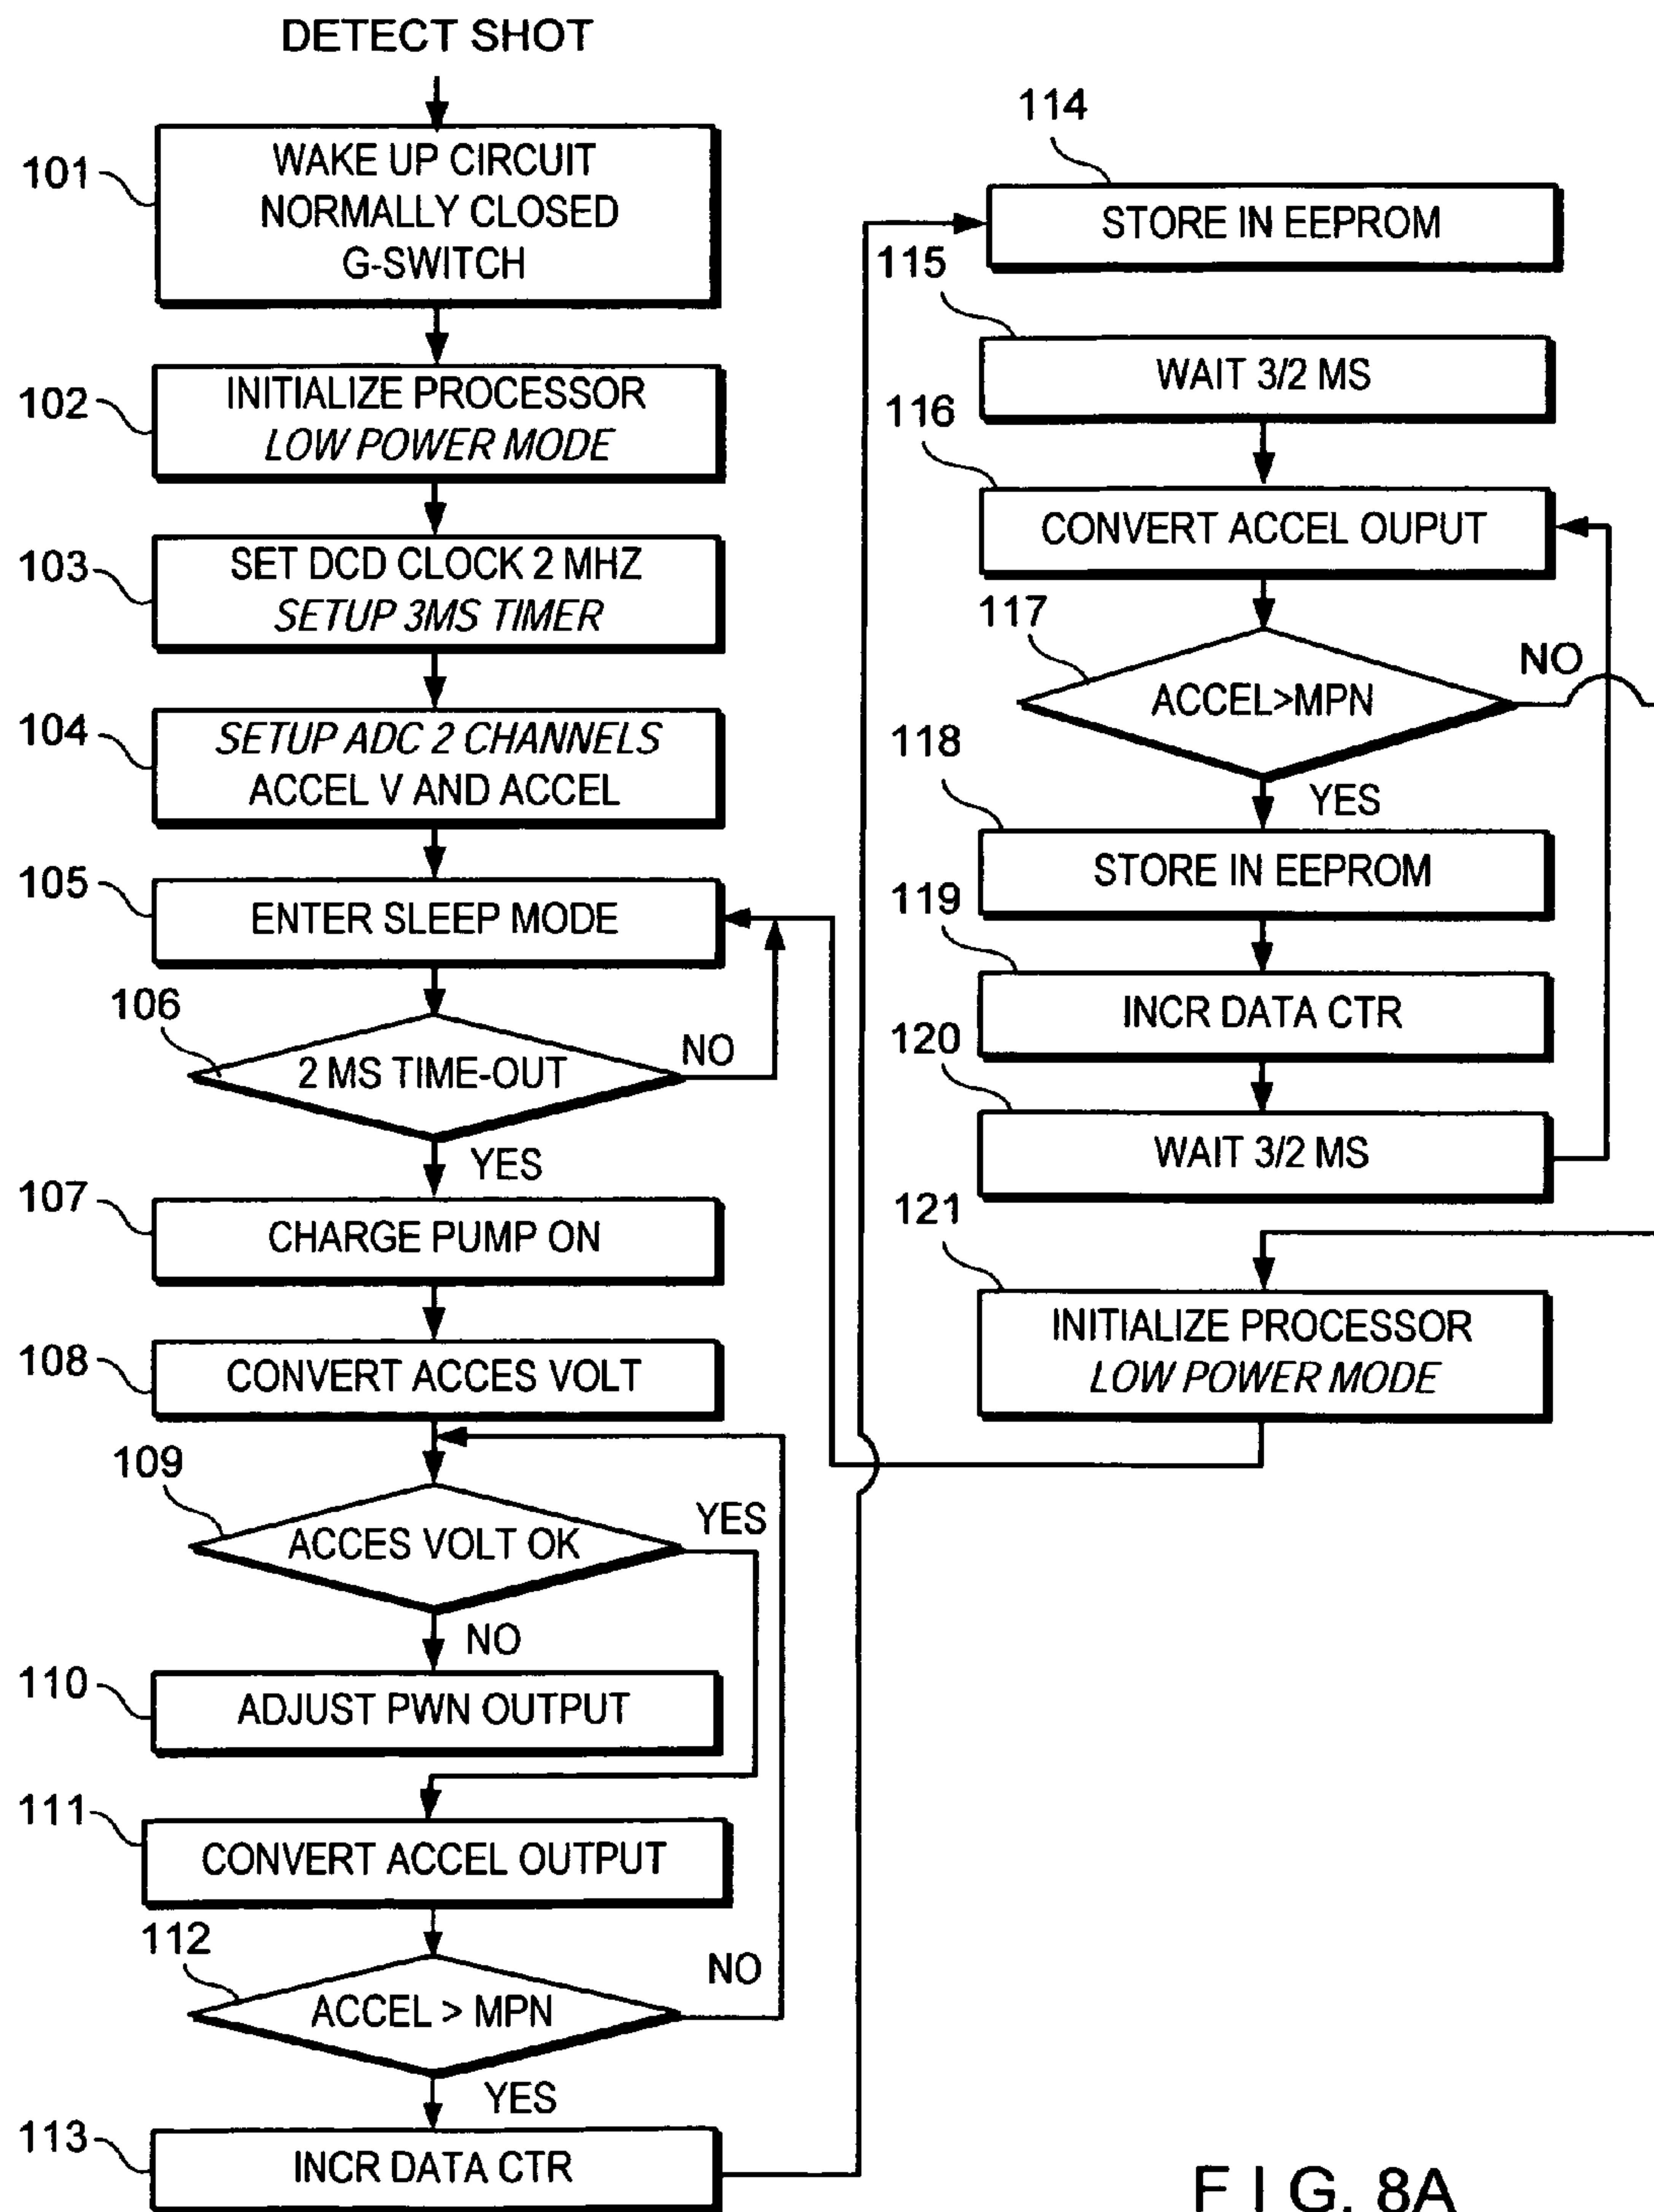 DETECT SHOT
101
WAKE UP CIRCUIT
NORMALLY CLOSED
G-SWITCH
102
INITIALIZE PROCESSOR
LOW POWER MODE
103
SET DCD CLOCK 2 MHZ
SETUP 3MS TIMER
104
SETUP ADC 2 CHANNELS
ACCEL V AND ACCEL
105
ENTER SLEEP MODE
106
2 MS TIME-OUT
NO
YES
107
CHARGE PUMP ON
108
CONVERT ACCES VOLT
109
ACCES VOLT OK
YES
NO
110
ADJUST PWN OUTPUT
111
CONVERT ACCEL OUTPUT
112
ACCEL > MPN
NO
YES
113
INCR DATA CTR
114
STORE IN EEPROM
115
WAIT 3/2 MS
116
CONVERT ACCEL OUPUT
117
ACCEL>MPN
NO
YES
118
STORE IN EEPROM
119
INCR DATA CTR
120
WAIT 3/2 MS
121
INITIALIZE PROCESSOR
LOW POWER MODE
FIG. 8A